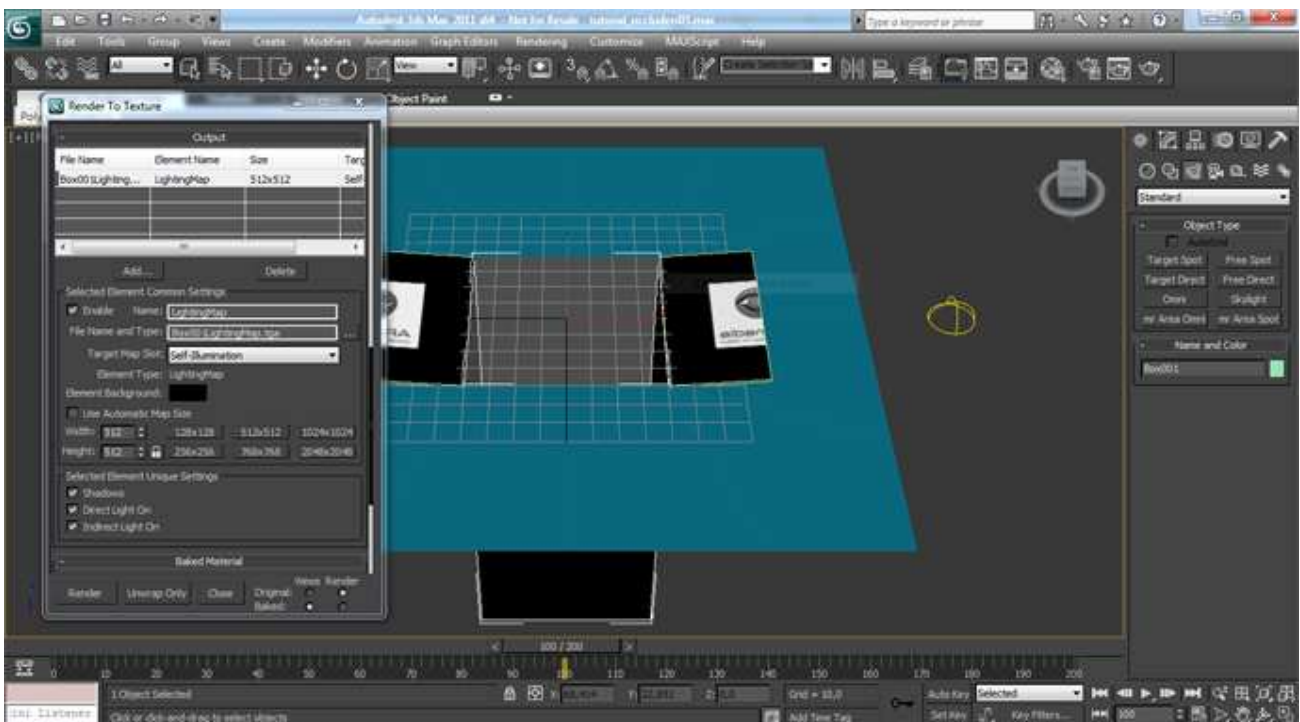 Autodesk 3ds Max 2011 x64 - Not for Resale - tutorial_occluder01.max
Type a keyword or phrase
Edit Tools Group Views Create Modifiers Animation Graph Editors Rendering Customize MAXScript Help
All
View
Object Paint
Render To Texture
Output
File Name Element Name Size Targ
Box001Lighting... LightingMap 512x512 Self
Add... Delete
Selected Element Common Settings
Enable Name: LightingMap
File Name and Type: Box001LightingMap.tga ...
Target Map Slot: Self-Illumination
Element Type: LightingMap
Element Background:
Use Automatic Map Size
Width: 512 128x128 512x512 1024x1024
Height: 512 256x256 768x768 2048x2048
Selected Element Unique Settings
Shadows
Direct Light On
Indirect Light On
Baked Material
Views Render
Render Unwrap Only Close Original:
Baked:
Standard
Object Type
AutoGrid
Target Spot Free Spot
Target Direct Free Direct
Omni Skylight
mr Area Omni mr Area Spot
Name and Color
Box001
100 / 200
0 10 20 30 40 50 60 70 80 90 100 110 120 130 140 150 160 170 180 190 200
1 Object Selected
Grid = 10,0
Auto Key Selected
Click or click-and-drag to select objects
Add Time Tag
Set Key Key Filters...
100